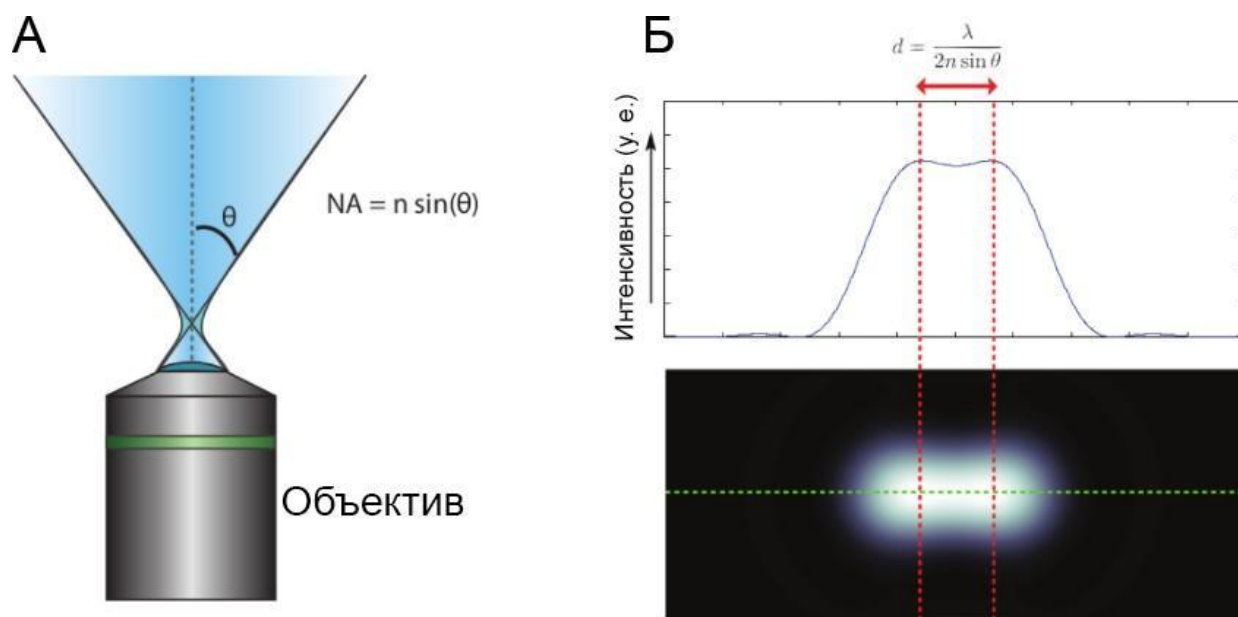 А
NA = n sin(θ)
θ
Объектив
Б
d = λ / 2n sin θ
Интенсивность (у. е.)